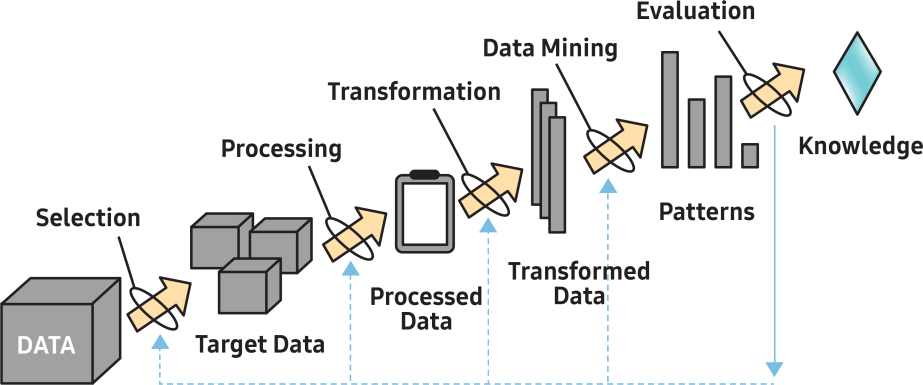 Evaluation
Data Mining
Transformation
Knowledge
Processing
Selection
Patterns
Transformed
Data
Processed
Data
Target Data
DATA